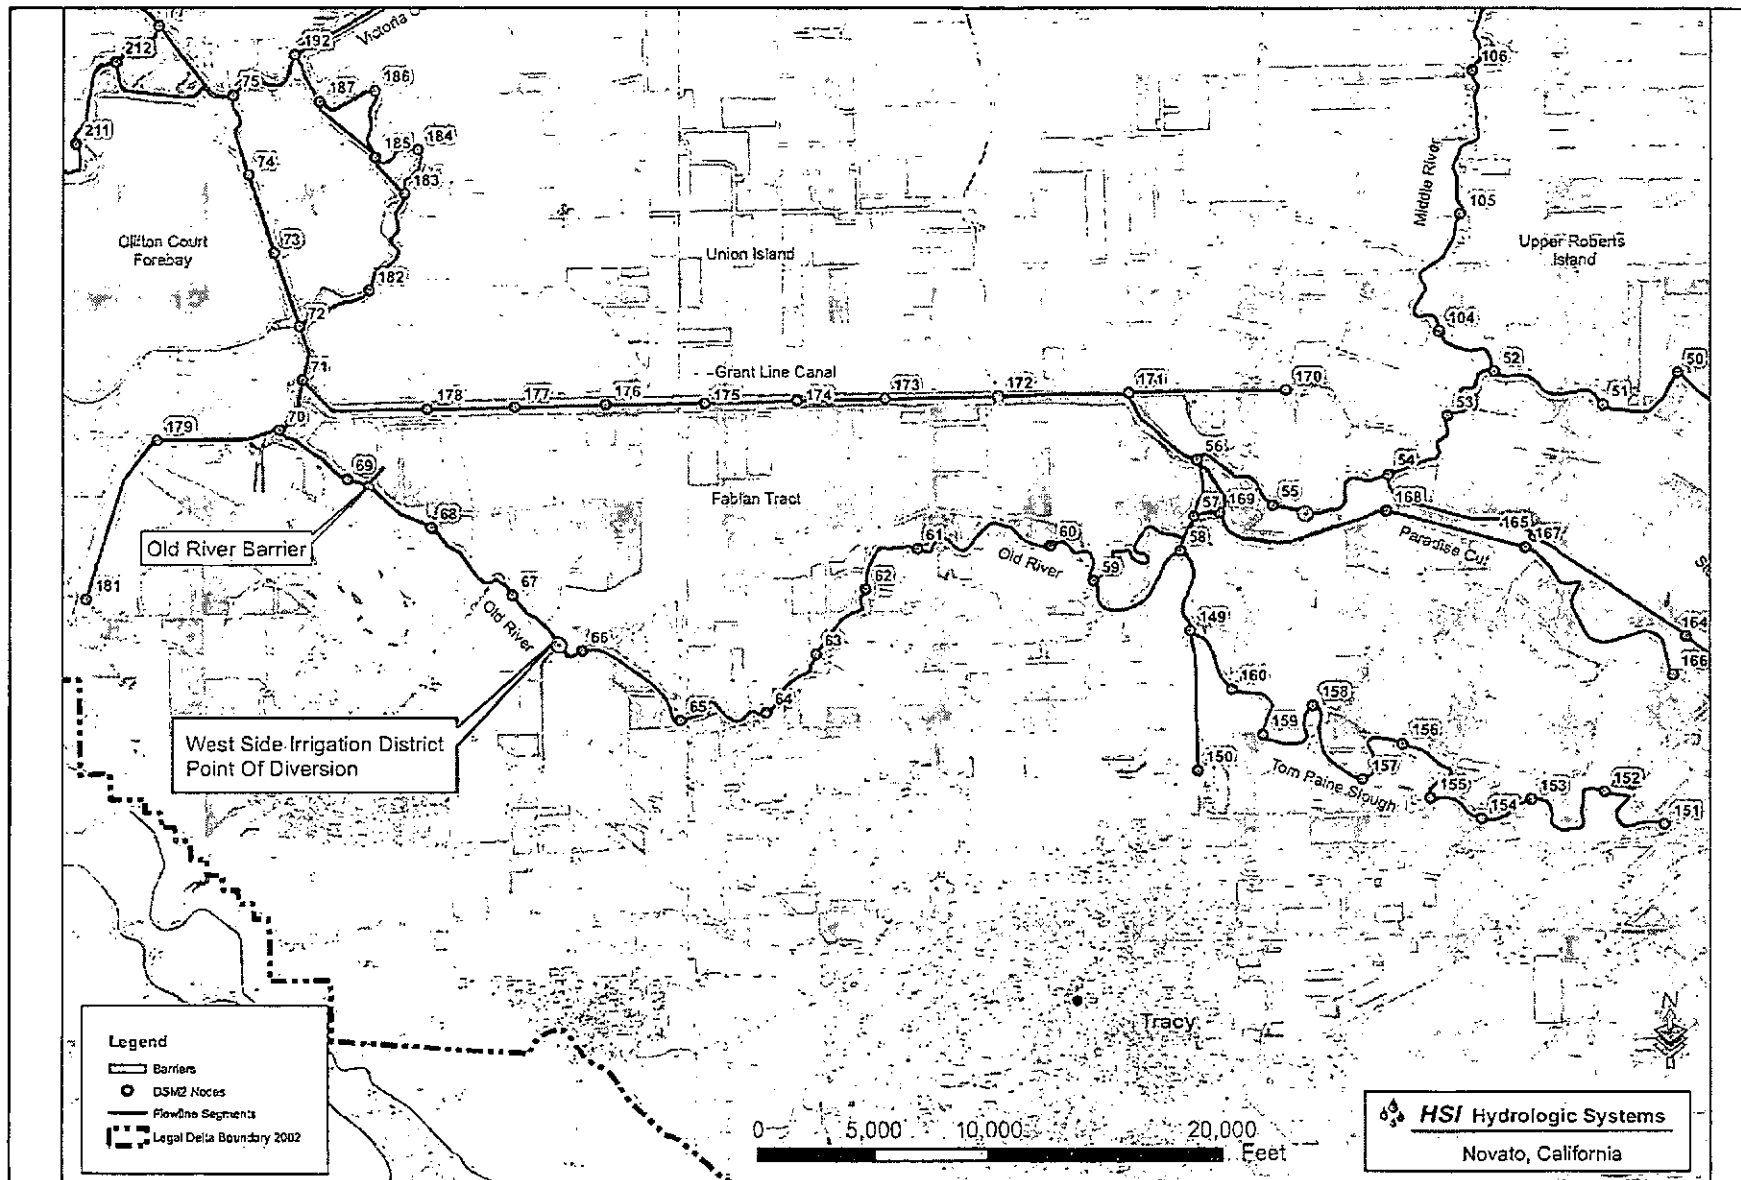 212
192
Victoria
186
75
187
106
211
185
184
74
183
Middle River
105
Clifton Court
Forebay
73
Union Island
Upper Roberts
Island
182
72
104
52
50
71
Grant Line Canal
178
177
176
175
174
173
172
171
170
51
53
70
179
56
54
69
Fabian Tract
57
169
55
168
165
68
Old River Barrier
61
60
58
Paradise Cut
167
Old River
59
62
181
67
Old River
66
63
149
164
166
160
65
64
158
159
156
West Side Irrigation District
Point Of Diversion
150
157
Tom Paine Slough
155
154
153
152
151
Tracy
N
Legend
Barriers
DSM2 Nodes
Flowline Segments
Legal Delta Boundary 2002
0 5,000 10,000 20,000
Feet
HSI Hydrologic Systems
Novato, California